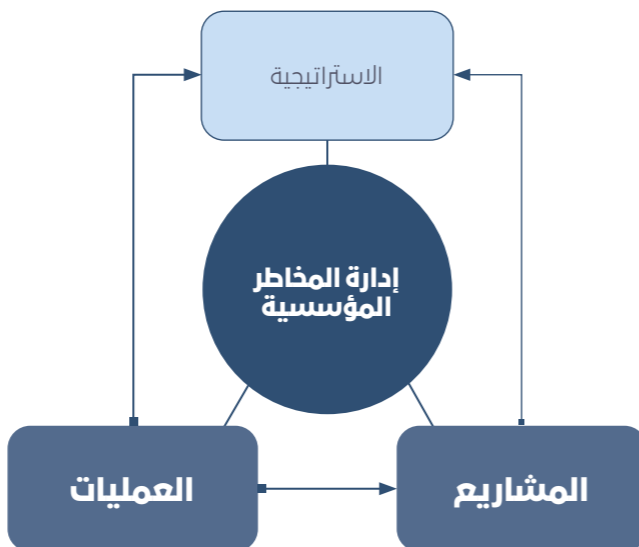 الاستراتيجية
إدارة المخاطر
المؤسسية
المشاريع
العمليات